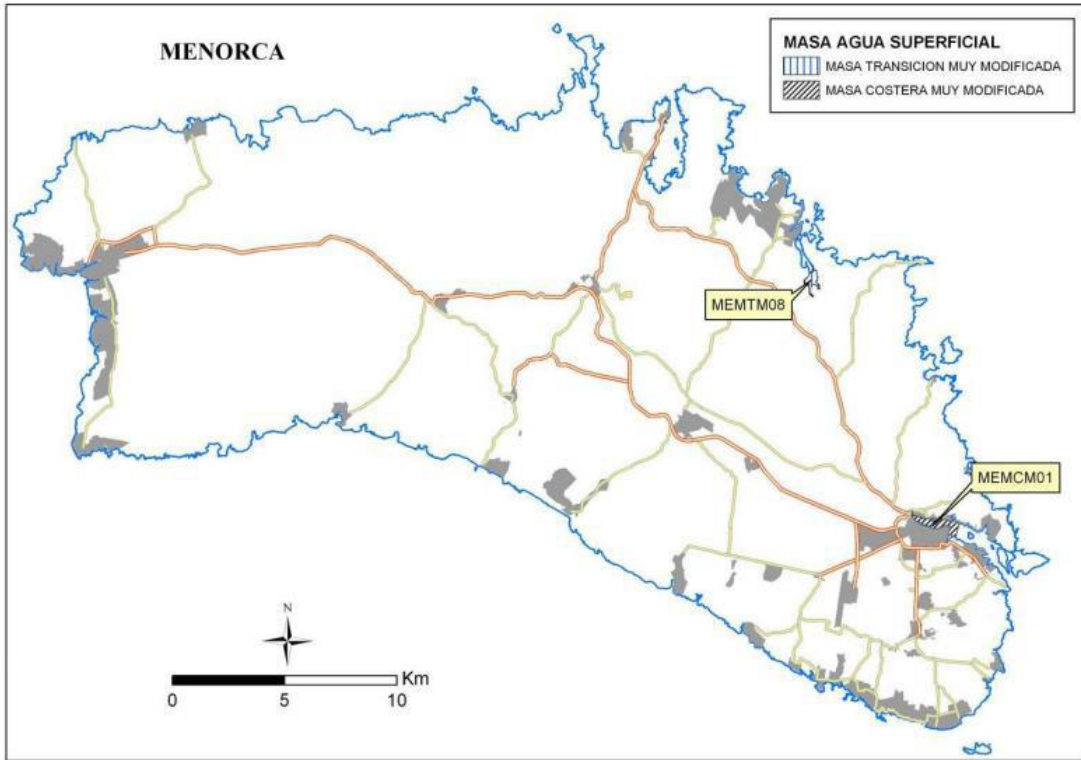 MENORCA
MASA AGUA SUPERFICIAL
MASA TRANSICION MUY MODIFICADA
MASA COSTERA MUY MODIFICADA
MEMTM08
MEMCM01
N
Km
0 5 10